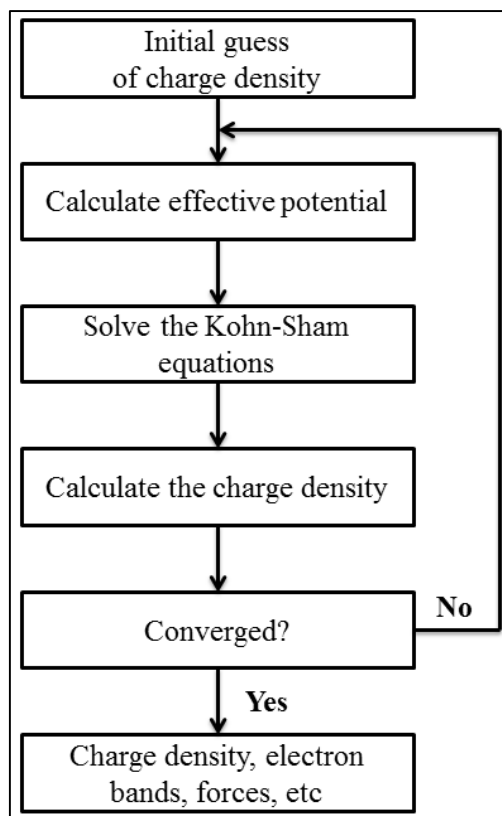 Initial guess
of charge density
Calculate effective potential
Solve the Kohn-Sham
equations
Calculate the charge density
Converged?
No
Yes
Charge density, electron
bands, forces, etc